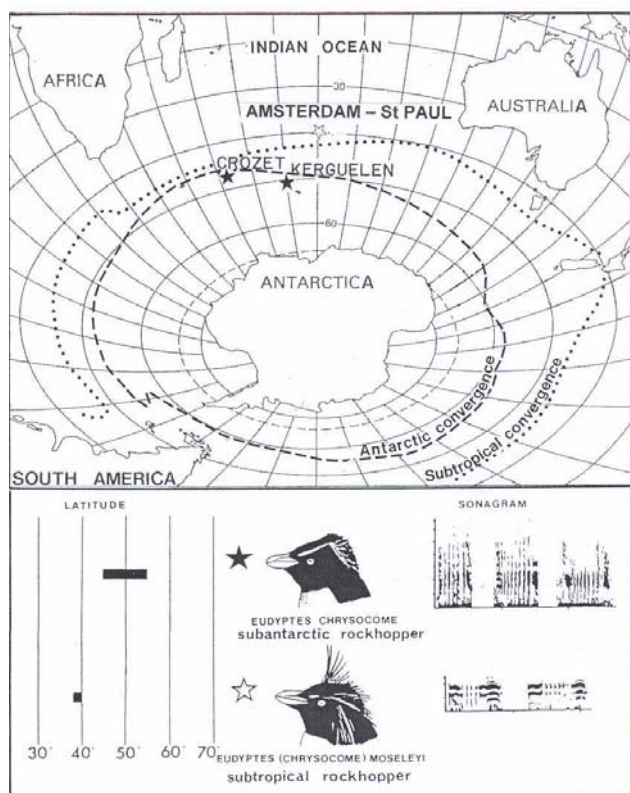 INDIAN OCEAN
AFRICA
30
AMSTERDAM – St PAUL
AUSTRALIA
CROZET
KERGUELEN
60
ANTARCTICA
Antarctic convergence
Subtropical convergence
SOUTH AMERICA
LATITUDE
SONAGRAM
EUDYPTES CHRYSOCOME
subantarctic rockhopper
30° 40° 50° 60° 70°
EUDYPTES (CHRYSOCOME) MOSELEYI
subtropical rockhopper